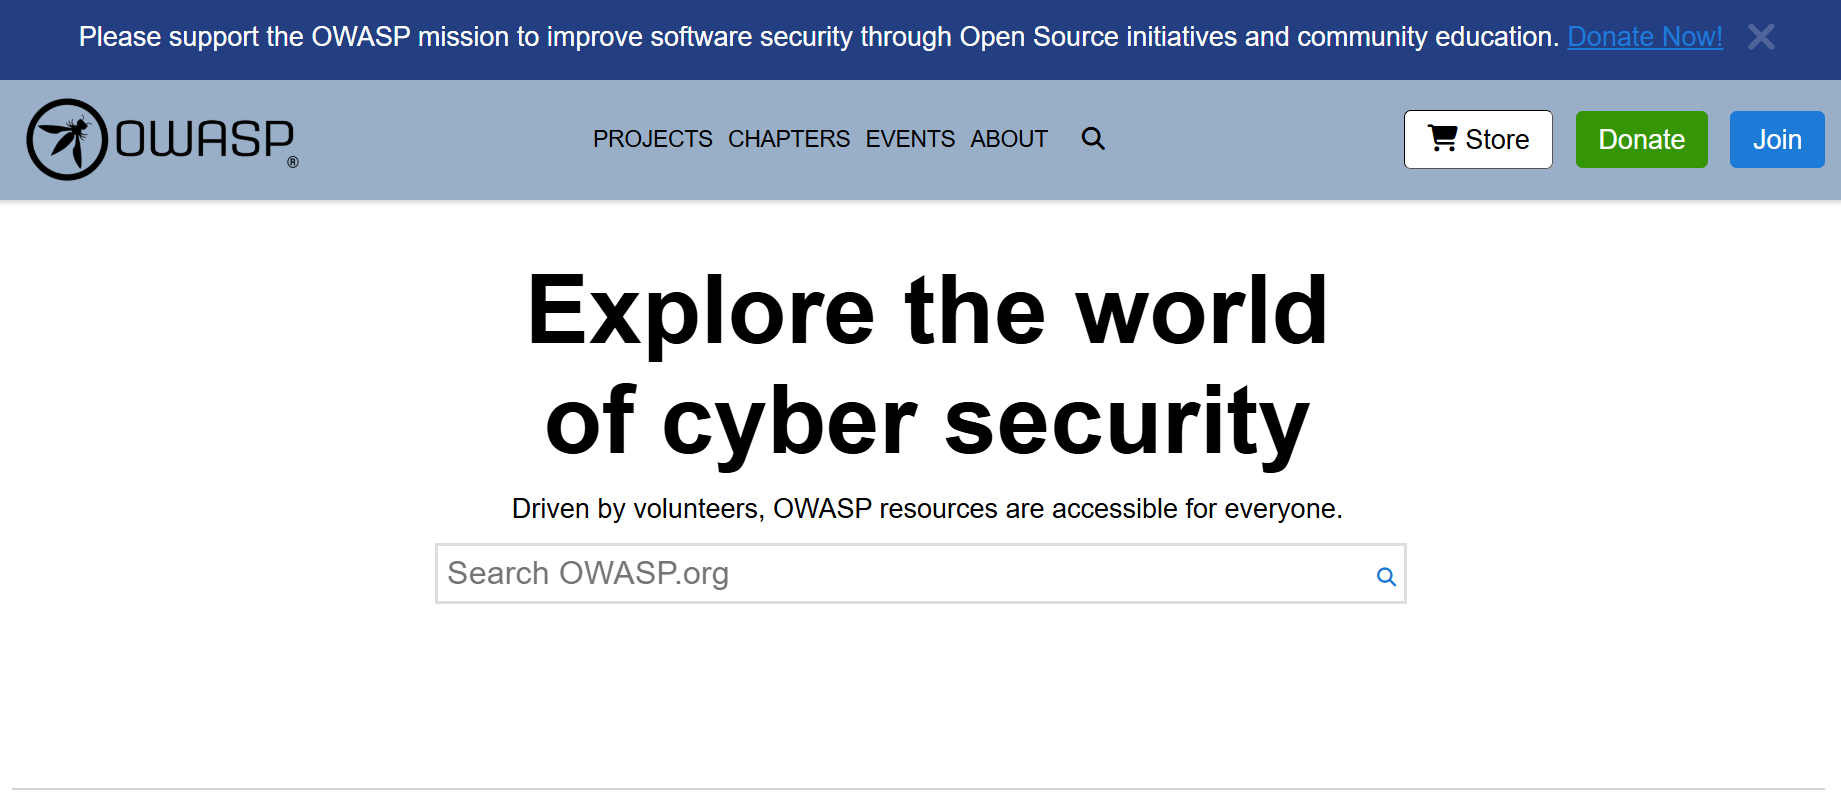 Please support the OWASP mission to improve software security through Open Source initiatives and community education. Donate Now!
OWASP®
PROJECTS CHAPTERS EVENTS ABOUT
Store
Donate
Join
Explore the world
of cyber security
Driven by volunteers, OWASP resources are accessible for everyone.
Search OWASP.org